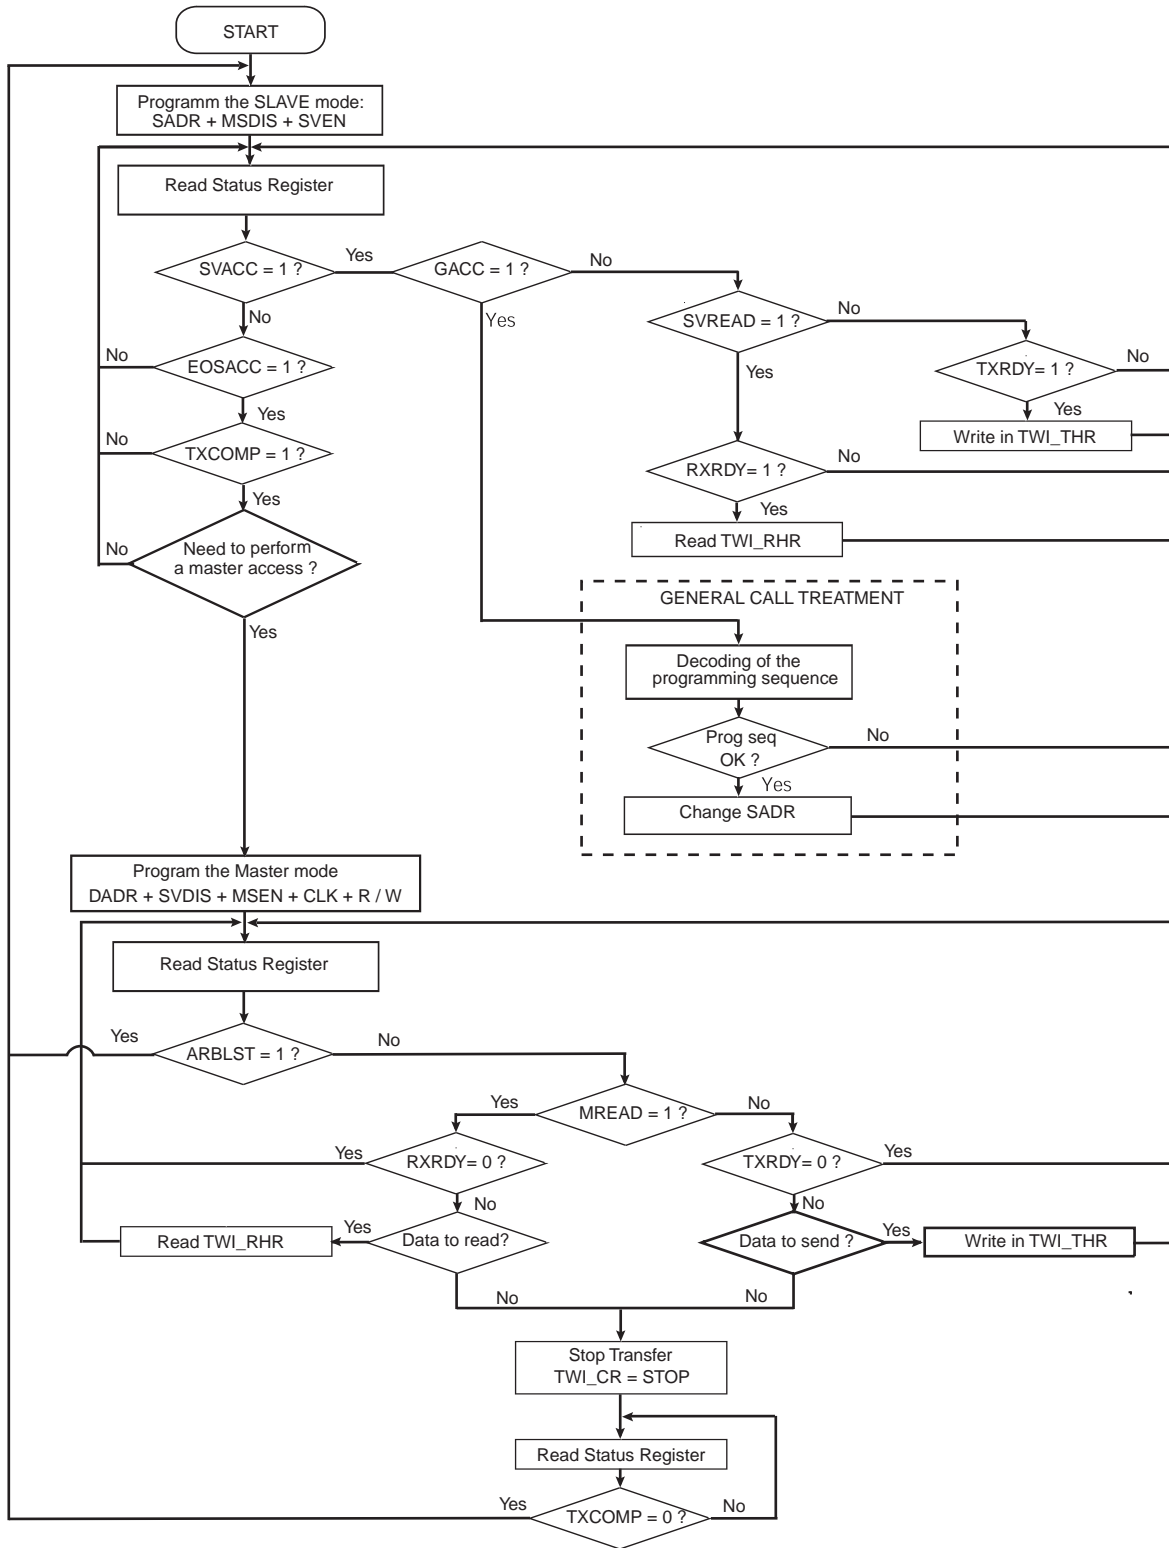 START
Programm the SLAVE mode:
SADR + MSDIS + SVEN
Read Status Register
SVACC = 1 ?
Yes
GACC = 1 ?
No
No
Yes
SVREAD = 1 ?
No
EOSACC = 1 ?
No
Yes
Yes
TXRDY= 1 ?
No
Yes
Write in TWI_THR
TXCOMP = 1 ?
No
Yes
RXRDY= 1 ?
No
Yes
Read TWI_RHR
Need to perform
a master access ?
No
Yes
GENERAL CALL TREATMENT
Decoding of the
programming sequence
Prog seq
OK ?
No
Yes
Change SADR
Program the Master mode
DADR + SVDIS + MSEN + CLK + R / W
Read Status Register
Yes
ARBLST = 1 ?
No
Yes
MREAD = 1 ?
No
Yes
RXRDY= 0 ?
No
TXRDY= 0 ?
Yes
No
Read TWI_RHR
Yes
Data to read?
No
Data to send ?
Yes
Write in TWI_THR
No
Stop Transfer
TWI_CR = STOP
Read Status Register
Yes
TXCOMP = 0 ?
No